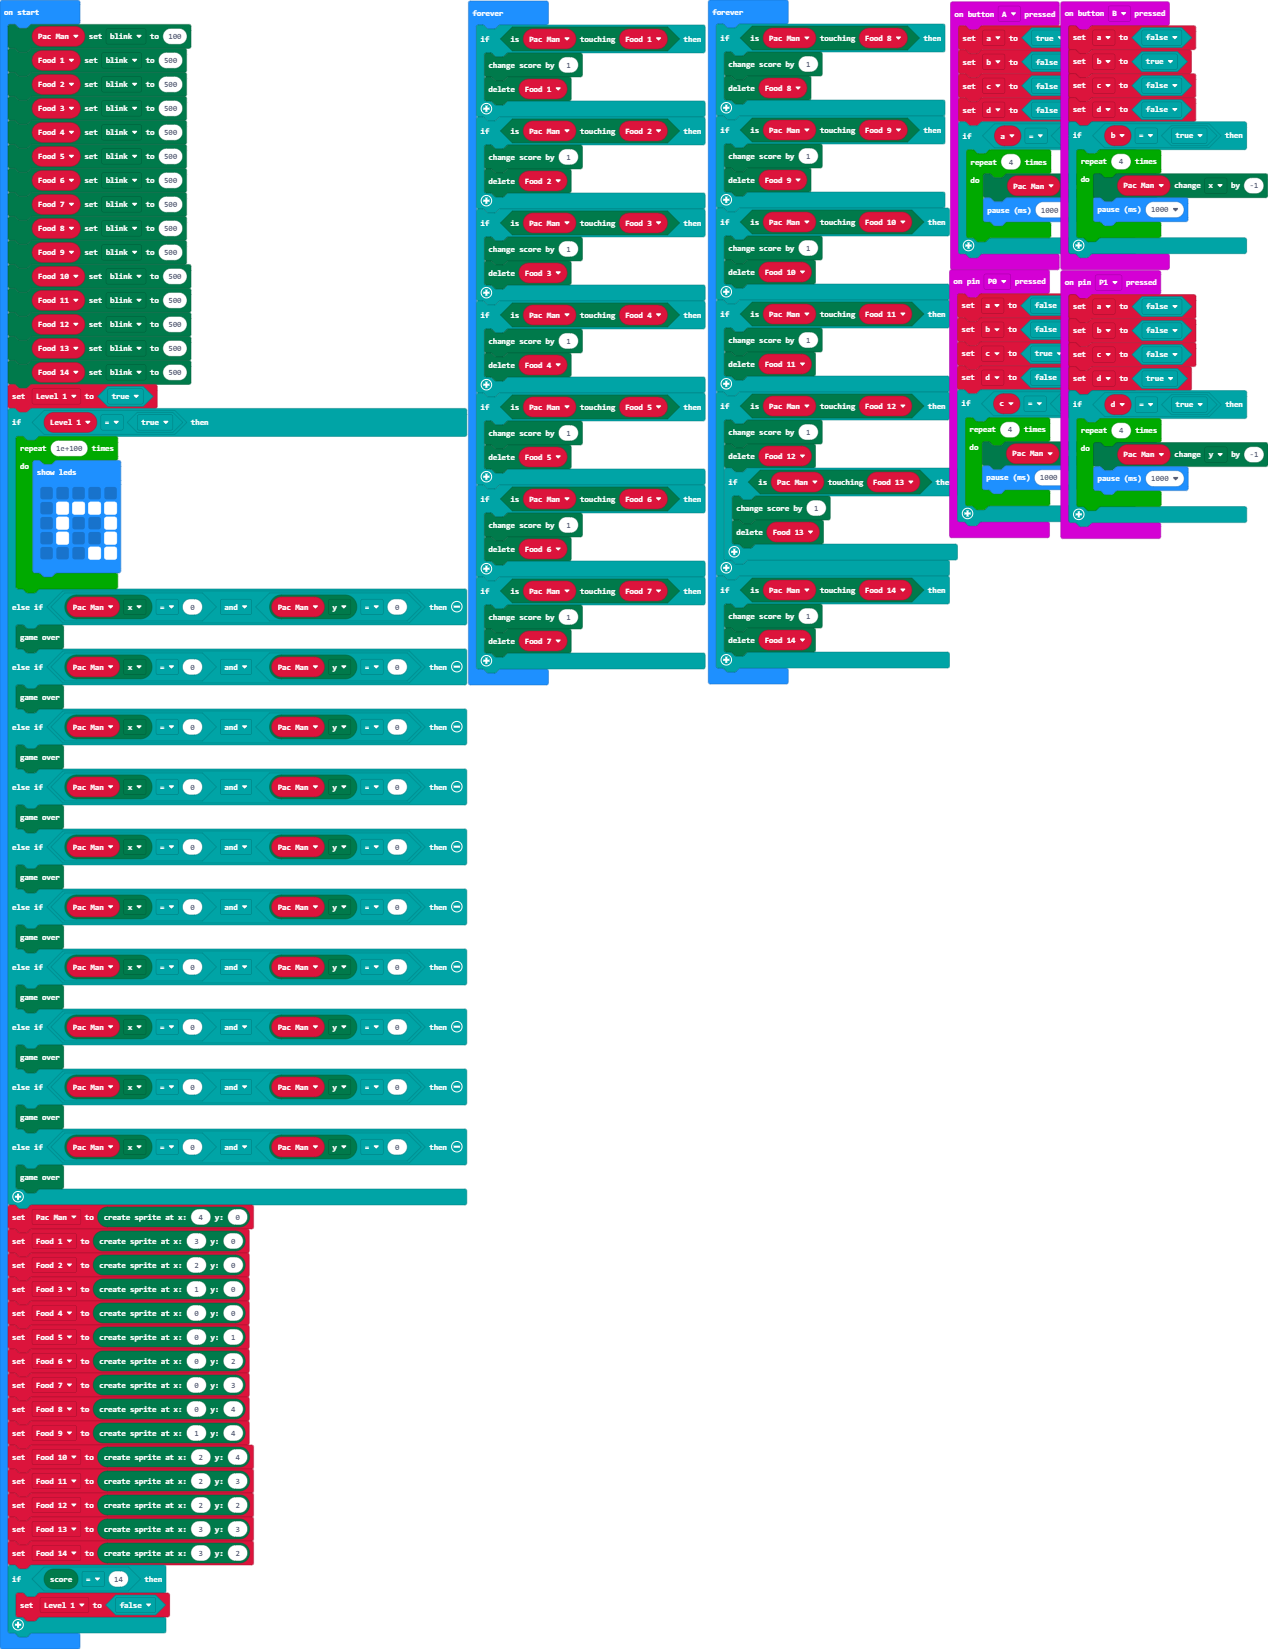 on start
Pac Man set blink to 100
Food 1 set blink to 500
Food 2 set blink to 500
Food 3 set blink to 500
Food 4 set blink to 500
Food 5 set blink to 500
Food 6 set blink to 500
Food 7 set blink to 500
Food 8 set blink to 500
Food 9 set blink to 500
Food 10 set blink to 500
Food 11 set blink to 500
Food 12 set blink to 500
Food 13 set blink to 500
Food 14 set blink to 500
set Level 1 to true
if Level 1 = true then
repeat 1e+100 times
do show leds
else if Pac Man x = 0 and Pac Man y = 0 then
game over
else if Pac Man x = 0 and Pac Man y = 0 then
game over
else if Pac Man x = 0 and Pac Man y = 0 then
game over
else if Pac Man x = 0 and Pac Man y = 0 then
game over
else if Pac Man x = 0 and Pac Man y = 0 then
game over
else if Pac Man x = 0 and Pac Man y = 0 then
game over
else if Pac Man x = 0 and Pac Man y = 0 then
game over
else if Pac Man x = 0 and Pac Man y = 0 then
game over
else if Pac Man x = 0 and Pac Man y = 0 then
game over
else if Pac Man x = 0 and Pac Man y = 0 then
game over
set Pac Man to create sprite at x: 4 y: 0
set Food 1 to create sprite at x: 3 y: 0
set Food 2 to create sprite at x: 2 y: 0
set Food 3 to create sprite at x: 1 y: 0
set Food 4 to create sprite at x: 0 y: 0
set Food 5 to create sprite at x: 0 y: 1
set Food 6 to create sprite at x: 0 y: 2
set Food 7 to create sprite at x: 0 y: 3
set Food 8 to create sprite at x: 0 y: 4
set Food 9 to create sprite at x: 1 y: 4
set Food 10 to create sprite at x: 2 y: 4
set Food 11 to create sprite at x: 2 y: 3
set Food 12 to create sprite at x: 2 y: 2
set Food 13 to create sprite at x: 3 y: 3
set Food 14 to create sprite at x: 3 y: 2
if score = 14 then
set Level 1 to false
forever
if is Pac Man touching Food 1 then
change score by 1
delete Food 1
if is Pac Man touching Food 2 then
change score by 1
delete Food 2
if is Pac Man touching Food 3 then
change score by 1
delete Food 3
if is Pac Man touching Food 4 then
change score by 1
delete Food 4
if is Pac Man touching Food 5 then
change score by 1
delete Food 5
if is Pac Man touching Food 6 then
change score by 1
delete Food 6
if is Pac Man touching Food 7 then
change score by 1
delete Food 7
forever
if is Pac Man touching Food 8 then
change score by 1
delete Food 8
if is Pac Man touching Food 9 then
change score by 1
delete Food 9
if is Pac Man touching Food 10 then
change score by 1
delete Food 10
if is Pac Man touching Food 11 then
change score by 1
delete Food 11
if is Pac Man touching Food 12 then
change score by 1
delete Food 12
if is Pac Man touching Food 13 the
change score by 1
delete Food 13
if is Pac Man touching Food 14 then
change score by 1
delete Food 14
on button A pressed
set a to true
set b to false
set c to false
set d to false
if a =
repeat 4 times
do Pac Man
pause (ms) 1000
on button B pressed
set a to false
set b to true
set c to false
set d to false
if b = true then
repeat 4 times
do Pac Man change x by -1
pause (ms) 1000
on pin P0 pressed
set a to false
set b to false
set c to true
set d to false
if c =
repeat 4 times
do Pac Man
pause (ms) 1000
on pin P1 pressed
set a to false
set b to false
set c to false
set d to true
if d = true then
repeat 4 times
do Pac Man change y by -1
pause (ms) 1000